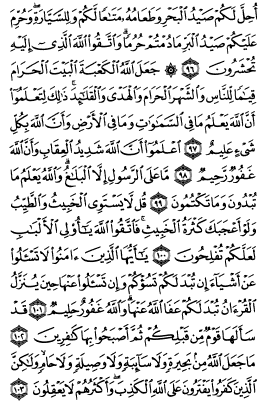 أُحِلَّ لَكُمْ صَيْدُ ٱلْبَحْرِ وَطَعَامُهُۥ مَتَٰعًا لَّكُمْ وَلِلسَّيَّارَةِ ۖ وَحُرِّمَ
عَلَيْكُمْ صَيْدُ ٱلْبَرِّ مَا دُمْتُمْ حُرُمًا ۗ وَٱتَّقُوا۟ ٱللَّهَ ٱلَّذِىٓ إِلَيْهِ
تُحْشَرُونَ ٩٦ ۞ جَعَلَ ٱللَّهُ ٱلْكَعْبَةَ ٱلْبَيْتَ ٱلْحَرَامَ
قِيَٰمًا لِّلنَّاسِ وَٱلشَّهْرَ ٱلْحَرَامَ وَٱلْهَدْىَ وَٱلْقَلَٰٓئِدَ ۚ ذَٰلِكَ لِتَعْلَمُوٓا۟
أَنَّ ٱللَّهَ يَعْلَمُ مَا فِى ٱلسَّمَٰوَٰتِ وَمَا فِى ٱلْأَرْضِ وَأَنَّ ٱللَّهَ بِكُلِّ
شَىْءٍ عَلِيمٌ ٩٧ ٱعْلَمُوٓا۟ أَنَّ ٱللَّهَ شَدِيدُ ٱلْعِقَابِ وَأَنَّ ٱللَّهَ
غَفُورٌ رَّحِيمٌ ٩٨ مَّا عَلَى ٱلرَّسُولِ إِلَّا ٱلْبَلَٰغُ ۗ وَٱللَّهُ يَعْلَمُ مَا
تُبْدُونَ وَمَا تَكْتُمُونَ ٩٩ قُل لَّا يَسْتَوِى ٱلْخَبِيثُ وَٱلطَّيِّبُ
وَلَوْ أَعْجَبَكَ كَثْرَةُ ٱلْخَبِيثِ ۚ فَٱتَّقُوا۟ ٱللَّهَ يَٰٓأُو۟لِى ٱلْأَلْبَٰبِ
لَعَلَّكُمْ تُفْلِحُونَ ١٠٠ يَٰٓأَيُّهَا ٱلَّذِينَ ءَامَنُوا۟ لَا تَسْـَٔلُوا۟
عَنْ أَشْيَآءَ إِن تُبْدَ لَكُمْ تَسُؤْكُمْ وَإِن تَسْـَٔلُوا۟ عَنْهَا حِينَ يُنَزَّلُ
ٱلْقُرْءَانُ تُبْدَ لَكُمْ عَفَا ٱللَّهُ عَنْهَا ۗ وَٱللَّهُ غَفُورٌ حَلِيمٌ ١٠١ قَدْ
سَأَلَهَا قَوْمٌ مِّن قَبْلِكُمْ ثُمَّ أَصْبَحُوا۟ بِهَا كَٰفِرِينَ ١٠٢
مَا جَعَلَ ٱللَّهُ مِنۢ بَحِيرَةٍ وَلَا سَآئِبَةٍ وَلَا وَصِيلَةٍ وَلَا حَامٍ ۙ وَلَٰكِنَّ
ٱلَّذِينَ كَفَرُوا۟ يَفْتَرُونَ عَلَى ٱللَّهِ ٱلْكَذِبَ ۖ وَأَكْثَرُهُمْ لَا يَعْقِلُونَ ١٠٣